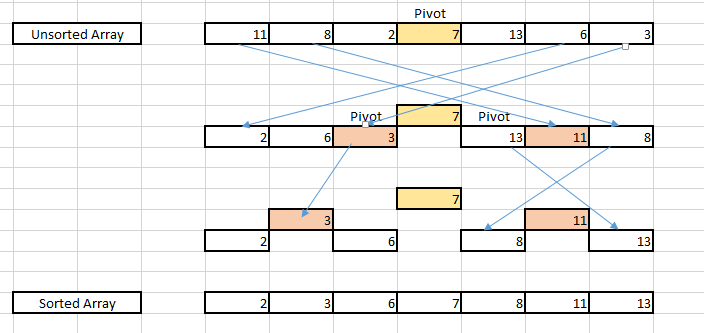 Pivot
Unsorted Array 11 8 2 7 13 6 3
7
Pivot Pivot
2 6 3 13 11 8
7
3 11
2 6 8 13
Sorted Array 2 3 6 7 8 11 13